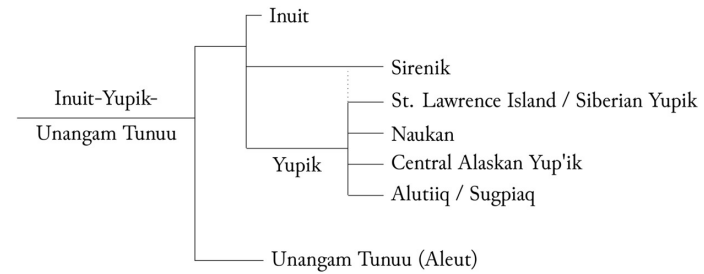 Inuit
Sirenik
Inuit-Yupik-
Unangam Tunuu
St. Lawrence Island / Siberian Yupik
Naukan
Yupik
Central Alaskan Yup'ik
Alutiiq / Sugpiaq
Unangam Tunuu (Aleut)